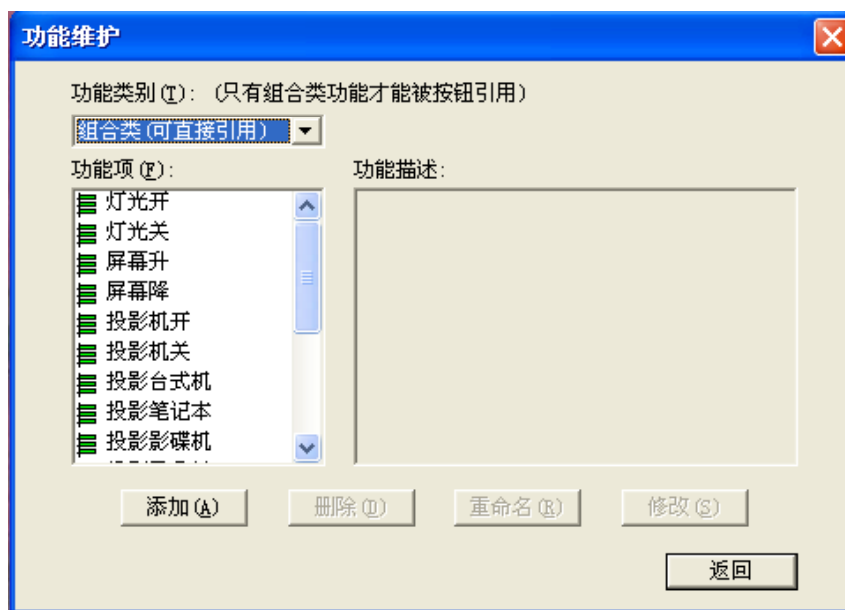 功能维护
功能类别(T): (只有组合类功能才能被按钮引用)
组合类(可直接引用)
功能项(F):
功能描述:
灯光开
灯光关
屏幕升
屏幕降
投影机开
投影机关
投影台式机
投影笔记本
投影影碟机
添加(A)
删除(D)
重命名(R)
修改(S)
返回